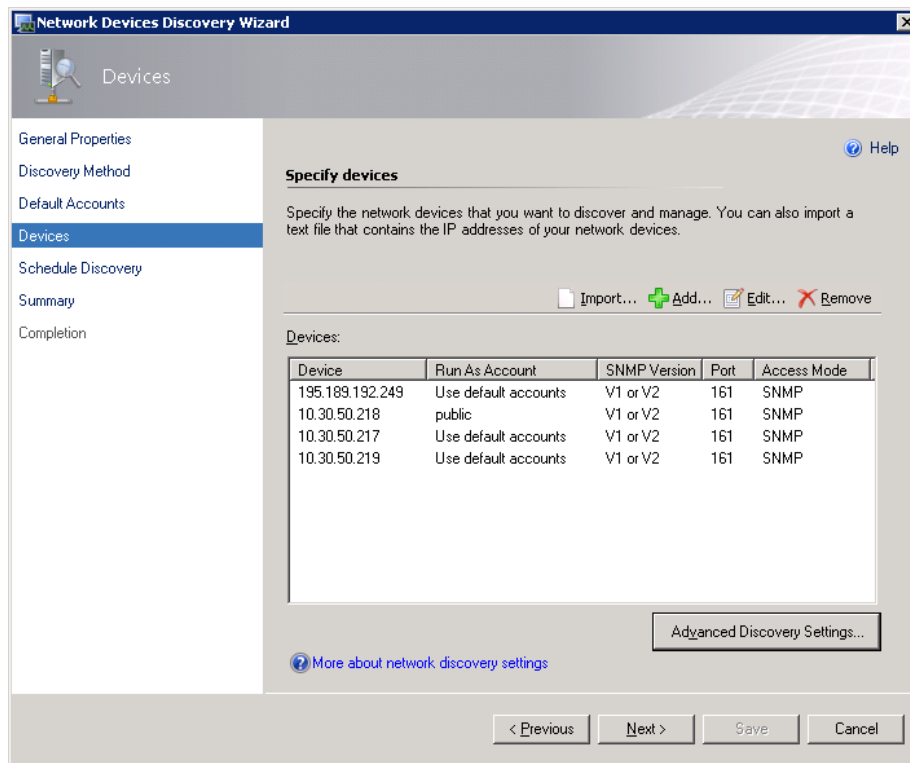 Network Devices Discovery Wizard
Devices
General Properties
Discovery Method
Default Accounts
Devices
Schedule Discovery
Summary
Completion
Help
Specify devices
Specify the network devices that you want to discover and manage. You can also import a
text file that contains the IP addresses of your network devices.
Import... Add... Edit... Remove
Devices:
Device Run As Account SNMP Version Port Access Mode
195.189.192.249 Use default accounts V1 or V2 161 SNMP
10.30.50.218 public V1 or V2 161 SNMP
10.30.50.217 Use default accounts V1 or V2 161 SNMP
10.30.50.219 Use default accounts V1 or V2 161 SNMP
Advanced Discovery Settings...
More about network discovery settings
< Previous Next > Save Cancel